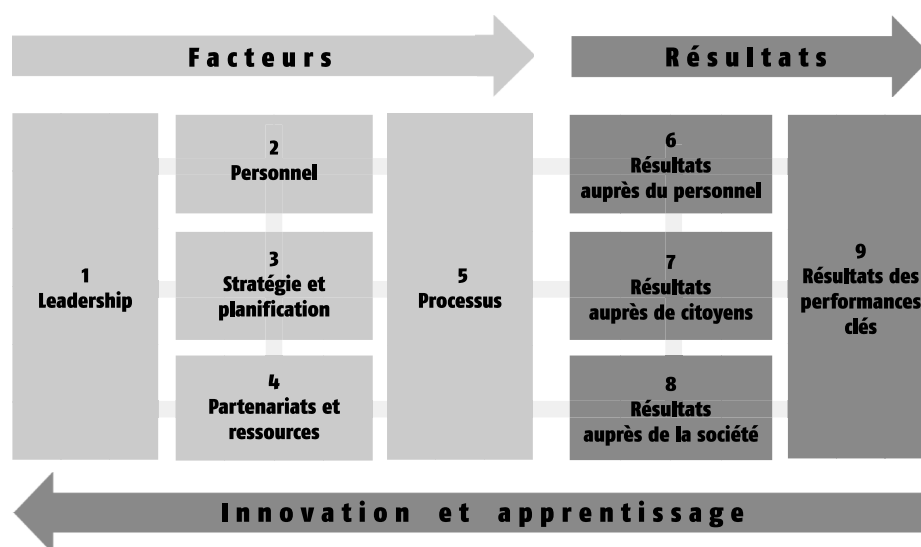 Facteurs
Résultats
1
Leadership
2
Personnel
3
Stratégie et
planification
4
Partenariats et
ressources
5
Processus
6
Résultats
auprès du personnel
7
Résultats
auprès de citoyens
8
Résultats
auprès de la société
9
Résultats des
performances
clés
Innovation et apprentissage